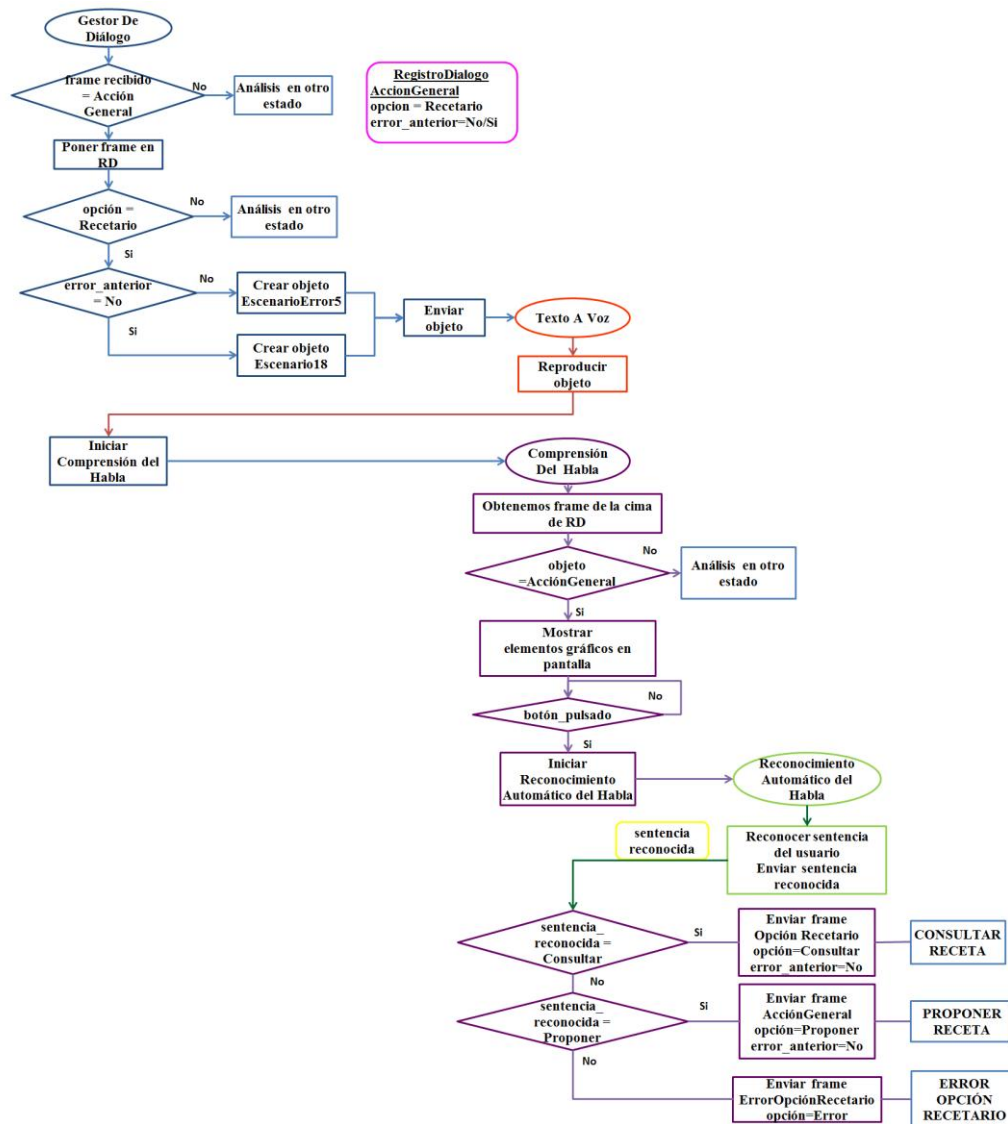 Gestor De
Diálogo
frame recibido
= Acción
General
No
Análisis en otro
estado
RegistroDialogo
AccionGeneral
opcion = Recetario
error_anterior=No/Si
Poner frame en
RD
opción =
Recetario
No
Análisis en otro
estado
Si
error_anterior
= No
No
Crear objeto
EscenarioError5
Enviar
objeto
Texto A Voz
Si
Crear objeto
Escenario18
Reproducir
objeto
Iniciar
Comprensión del
Habla
Comprensión
Del Habla
Obtenemos frame de la cima
de RD
objeto
=AcciónGeneral
No
Análisis en otro
estado
Si
Mostrar
elementos gráficos en
pantalla
No
botón_pulsado
Si
Iniciar
Reconocimiento
Automático del Habla
Reconocimiento
Automático del
Habla
sentencia
reconocida
Reconocer sentencia
del usuario
Enviar sentencia
reconocida
sentencia_
reconocida =
Consultar
Si
Enviar frame
Opción Recetario
opción=Consultar
error_anterior=No
CONSULTAR
RECETA
No
sentencia_
reconocida =
Proponer
Si
Enviar frame
AcciónGeneral
opción=Proponer
error_anterior=No
PROPONER
RECETA
No
Enviar frame
ErrorOpciónRecetario
opción=Error
ERROR
OPCIÓN
RECETARIO